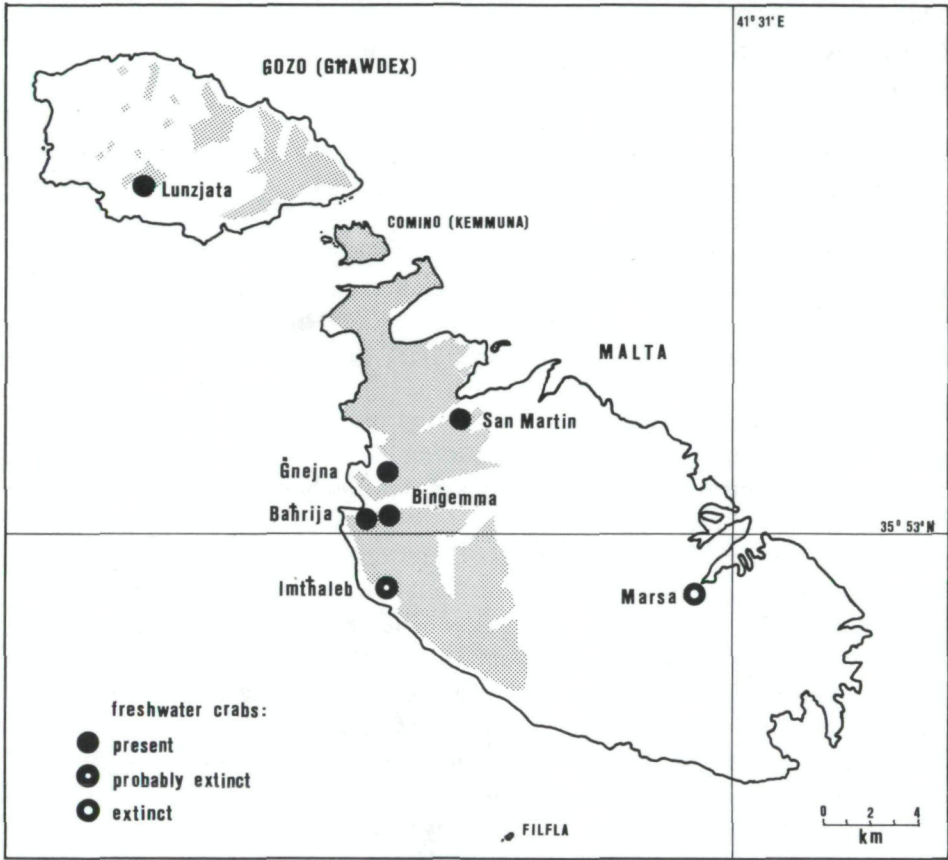 41° 31' E
GOZO (GĦAWDEX)
Lunzjata
COMINO (KEMMUNA)
MALTA
San Martin
Ġnejna
Binġemma
Baħrija
35° 53' N
Imtħaleb
Marsa
freshwater crabs:
present
probably extinct
extinct
0 2 4
km
FILFLA